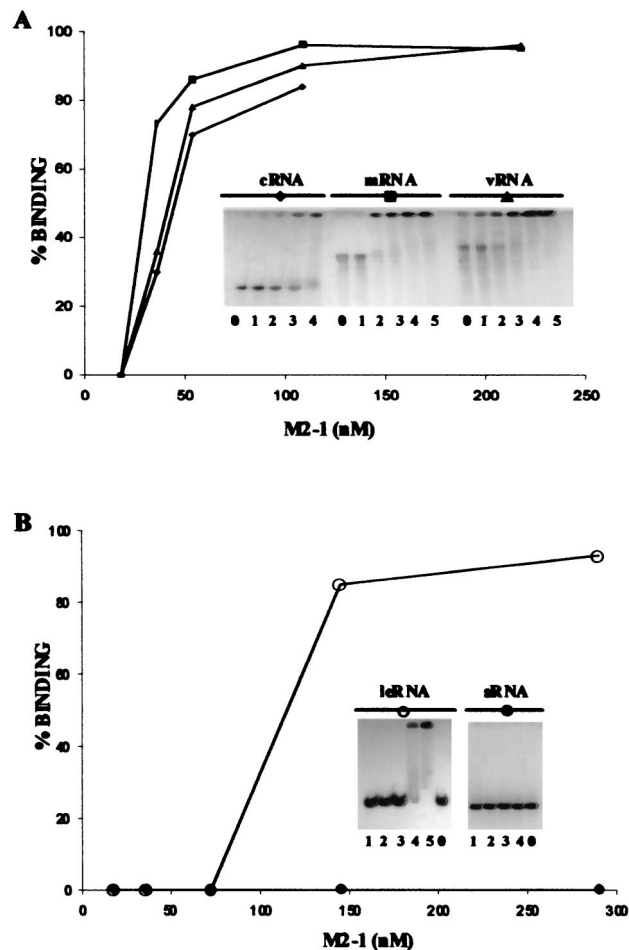 A
100
80
60
40
20
0
% BINDING
cRNA mRNA vRNA
0 1 2 3 4 0 1 2 3 4 5 0 1 2 3 4 5
0 50 100 150 200 250
M2-1 (nM)
B
100
80
60
40
20
0
% BINDING
leRNA sRNA
1 2 3 4 5 0 1 2 3 4 0
0 50 100 150 200 250 300
M2-1 (nM)